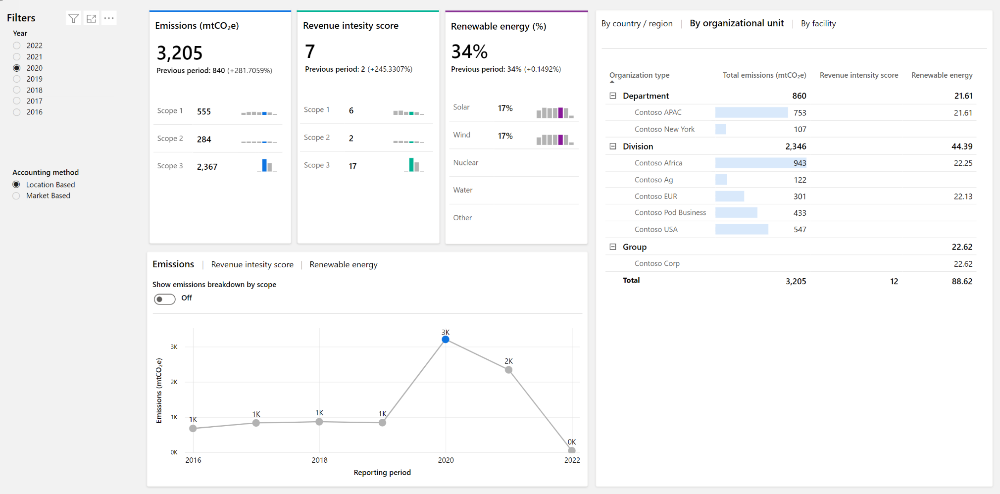 Filters
Year
2022
2021
2020
2019
2018
2017
2016
Accounting method
Location Based
Market Based
Emissions (mtCO₂e)
3,205
Previous period: 840 (+281.7059%)
Scope 1 555
Scope 2 284
Scope 3 2,367
Revenue intesity score
7
Previous period: 2 (+245.3307%)
Scope 1 6
Scope 2 2
Scope 3 17
Renewable energy (%)
34%
Previous period: 34% (+0.1492%)
Solar 17%
Wind 17%
Nuclear
Water
Other
Emissions | Revenue intesity score | Renewable energy
Show emissions breakdown by scope
Off
Emissions (mtCO₂e)
3K
2K
1K
0K
1K
1K
1K
1K
3K
2K
0K
2016 2018 2020 2022
Reporting period
By country / region | By organizational unit | By facility
Organization type Total emissions (mtCO₂e) Revenue intensity score Renewable energy
Department 860 21.61
Contoso APAC 753 21.61
Contoso New York 107
Division 2,346 44.39
Contoso Africa 943 22.25
Contoso Ag 122
Contoso EUR 301 22.13
Contoso Pod Business 433
Contoso USA 547
Group 22.62
Contoso Corp 22.62
Total 3,205 12 88.62